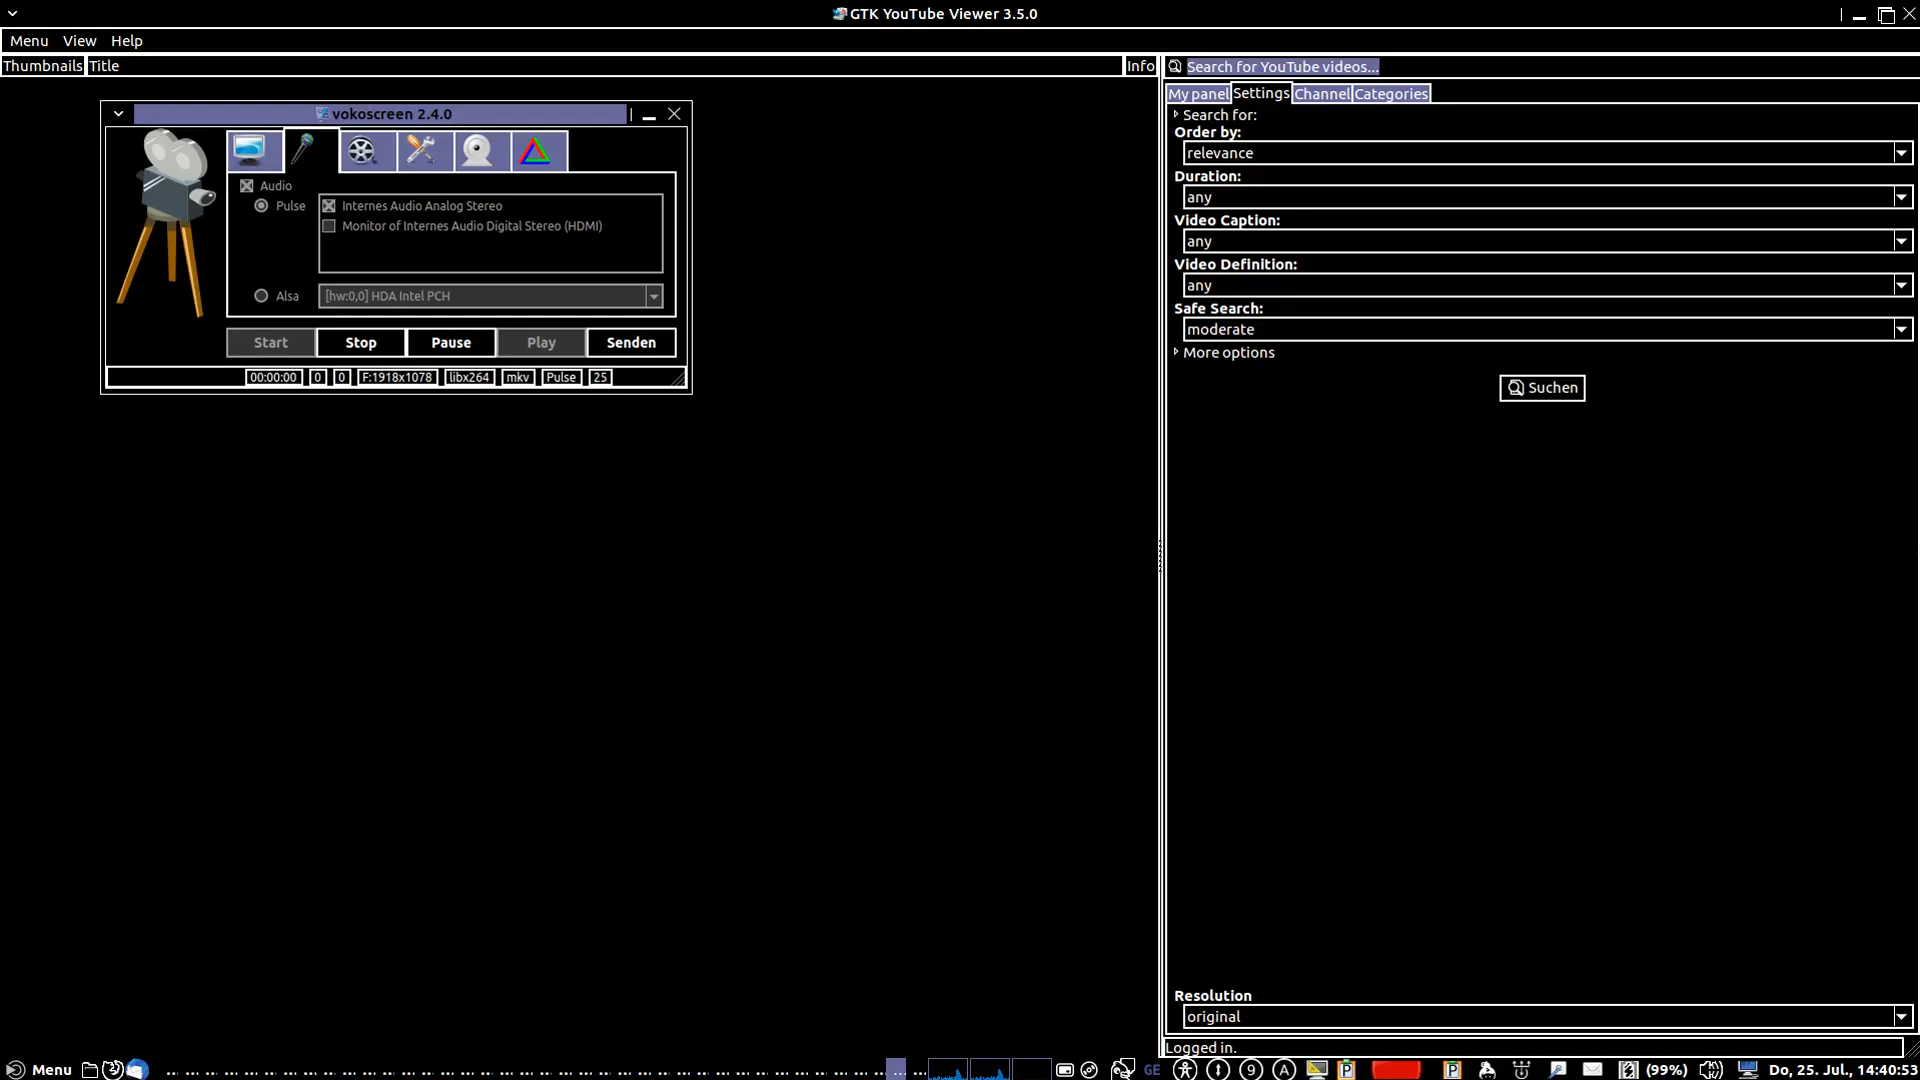 GTK YouTube Viewer 3.5.0
Menu View Help
Thumbnails Title Info
Search for YouTube videos...
My panel Settings Channel Categories
Search for:
Order by:
relevance
Duration:
any
Video Caption:
any
Video Definition:
any
Safe Search:
moderate
More options
Suchen
Resolution
original
Logged in.
vokoscreen 2.4.0
Audio
Pulse
Internes Audio Analog Stereo
Monitor of Internes Audio Digital Stereo (HDMI)
Alsa
[hw:0,0] HDA Intel PCH
Start Stop Pause Play Senden
00:00:00 0 0 F:1918x1078 libx264 mkv Pulse 25
Menu GE 9 A P P (99%) Do, 25. Jul., 14:40:53